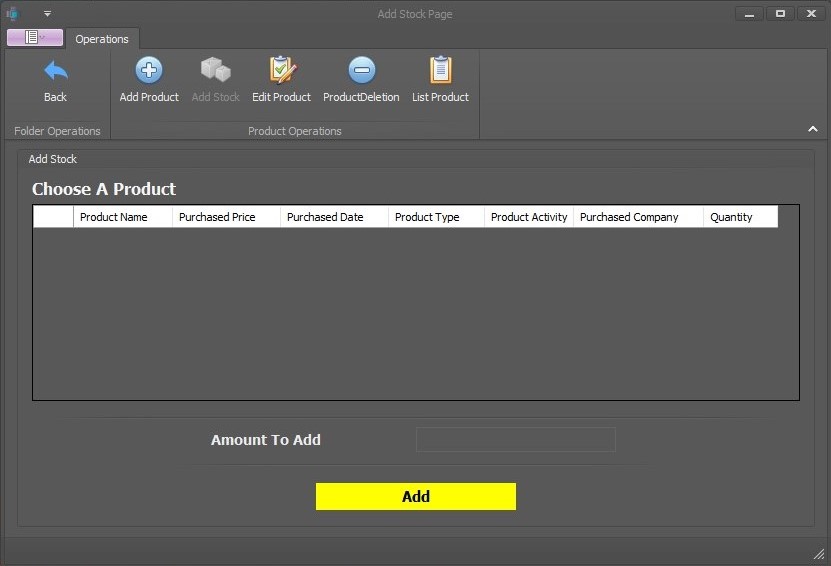 Add Stock Page
Operations
Back
Add Product
Add Stock
Edit Product
ProductDeletion
List Product
Folder Operations
Product Operations
Add Stock
Choose A Product
Product Name Purchased Price Purchased Date Product Type Product Activity Purchased Company Quantity
Amount To Add
Add